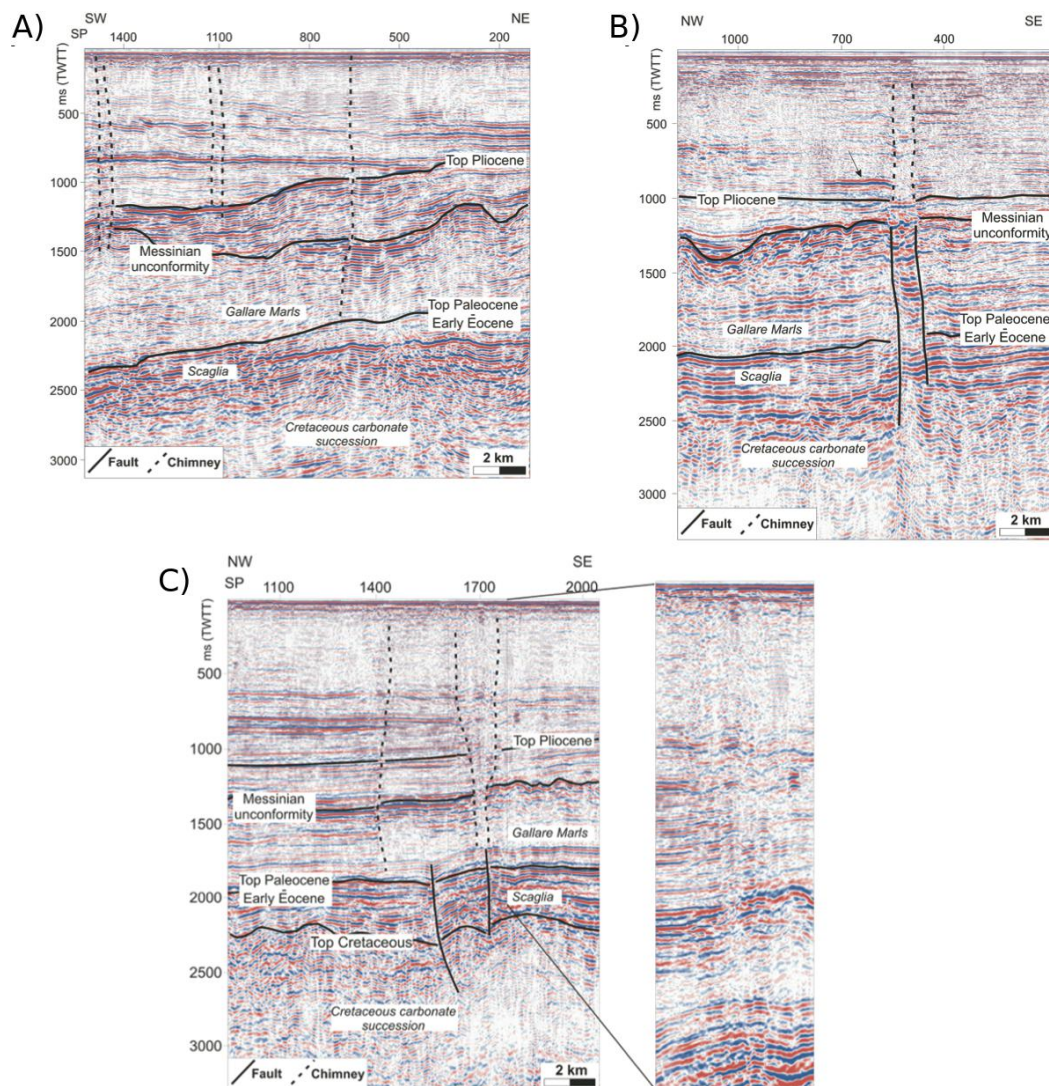 A)
SW
NE
SP 1400 1100 800 500 200
ms (TWTT)
500
1000
1500
2000
2500
3000
Top Pliocene
Messinian
unconformity
Gallare Marls
Top Paleocene
Early Eocene
Scaglia
Cretaceous carbonate
succession
Fault Chimney
2 km
B)
NW
SE
1000 700 400
ms (TWTT)
500
1000
1500
2000
2500
3000
Top Pliocene
Messinian
unconformity
Gallare Marls
Top Paleocene
Early Eocene
Scaglia
Cretaceous carbonate
succession
Fault Chimney
2 km
C)
NW
SE
SP 1100 1400 1700 2000
ms (TWTT)
500
1000
1500
2000
2500
3000
Top Pliocene
Messinian
unconformity
Gallare Marls
Top Paleocene
Early Eocene
Scaglia
Top Cretaceous
Cretaceous carbonate
succession
Fault Chimney
2 km